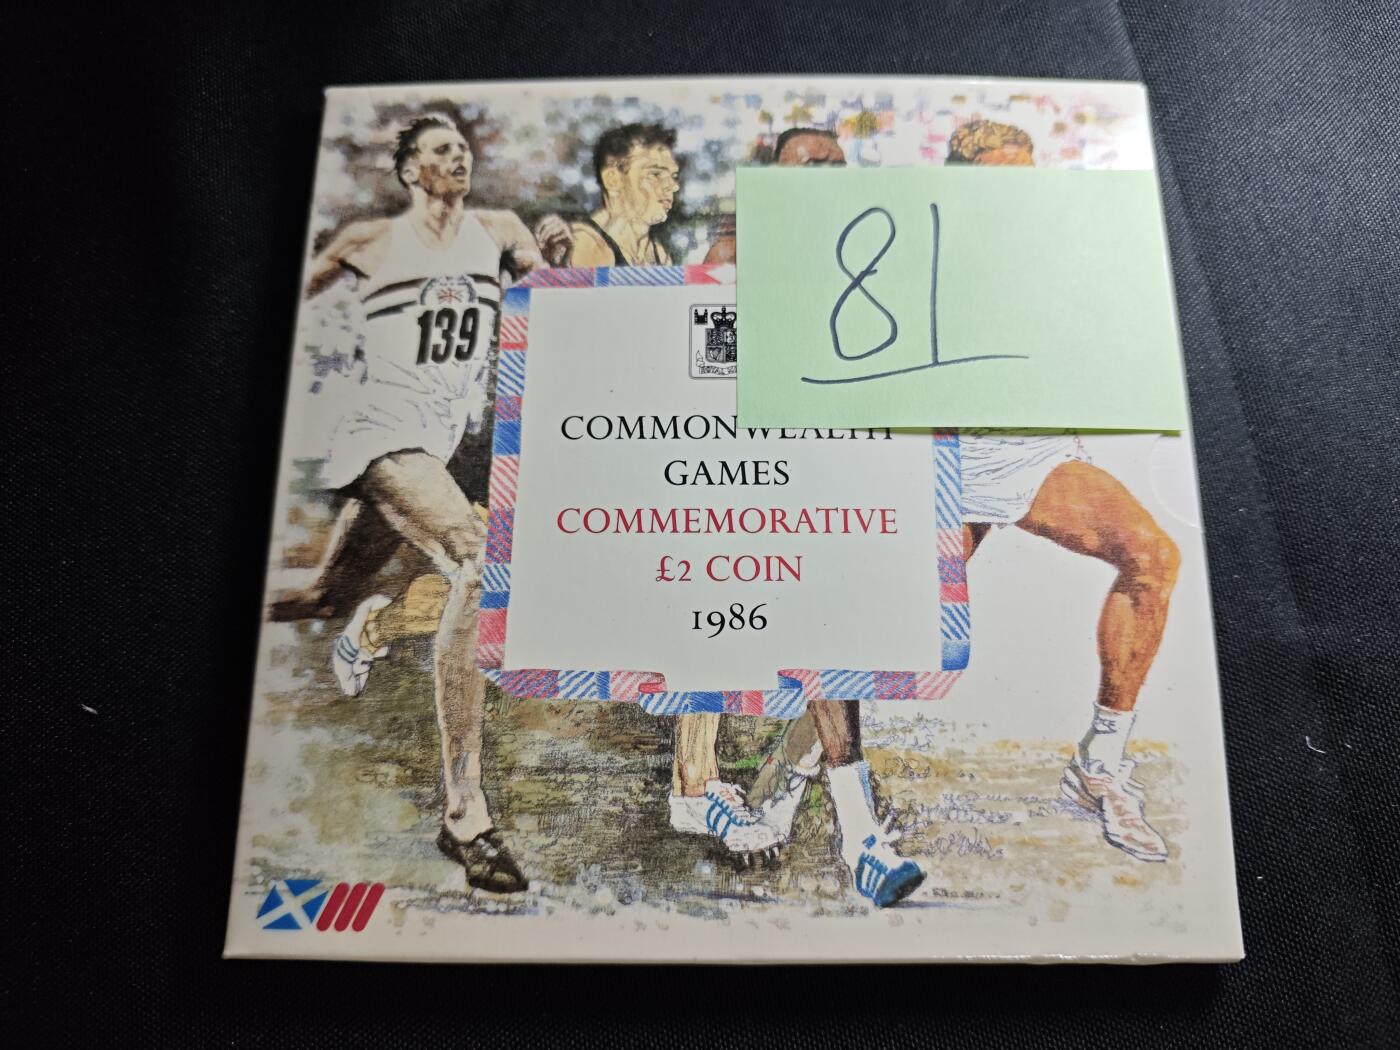 139
81
COMMONWEALTH
GAMES
COMMEMORATIVE
£2 COIN
1986